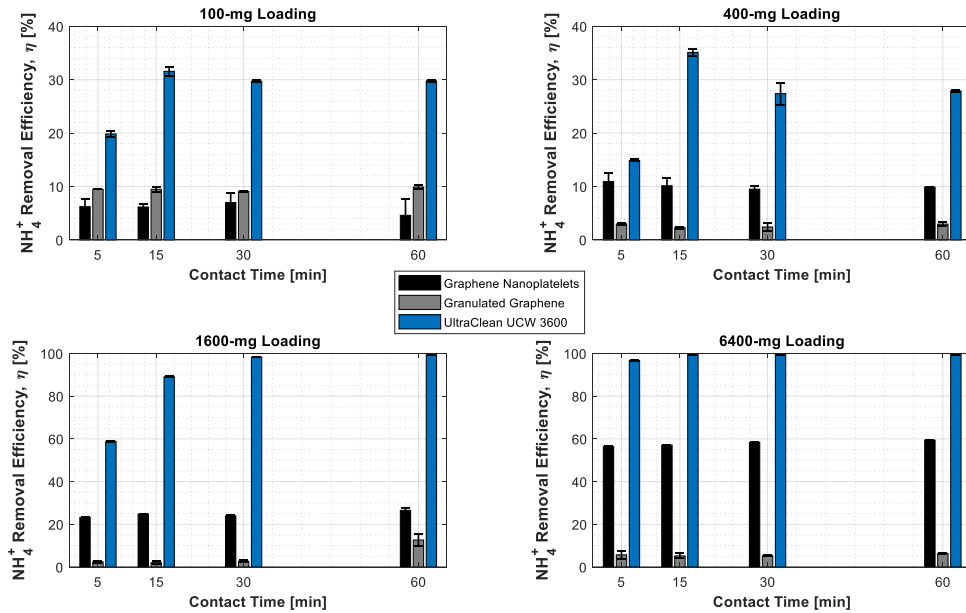 100-mg Loading
NH₄⁺ Removal Efficiency, η [%]
40
30
20
10
0
5 15 30 60
Contact Time [min]
400-mg Loading
NH₄⁺ Removal Efficiency, η [%]
40
30
20
10
0
5 15 30 60
Contact Time [min]
Graphene Nanoplatelets
Granulated Graphene
UltraClean UCW 3600
1600-mg Loading
NH₄⁺ Removal Efficiency, η [%]
100
80
60
40
20
0
5 15 30 60
Contact Time [min]
6400-mg Loading
NH₄⁺ Removal Efficiency, η [%]
100
80
60
40
20
0
5 15 30 60
Contact Time [min]